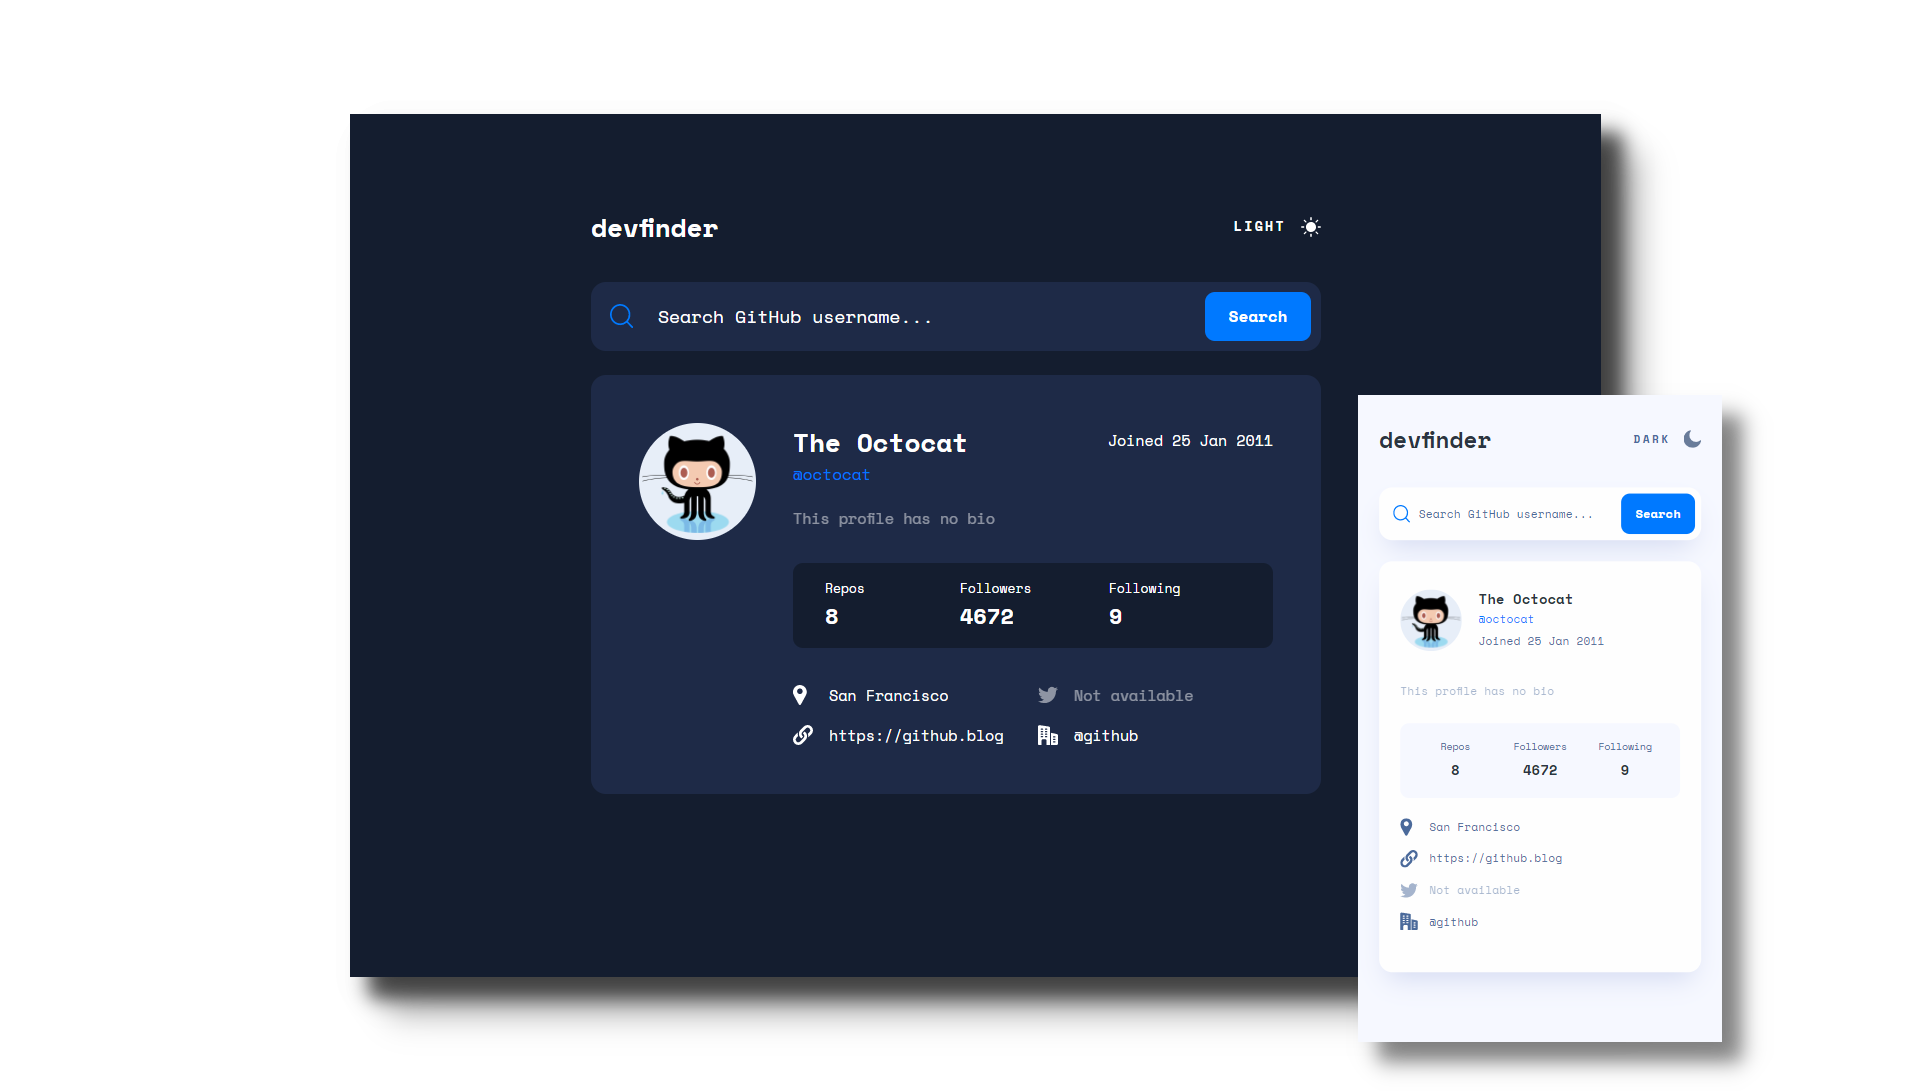 devfinder
LIGHT
Search GitHub username...
Search
The Octocat
Joined 25 Jan 2011
@octocat
This profile has no bio
Repos
Followers
Following
8
4672
9
San Francisco
Not available
https://github.blog
@github
devfinder
DARK
Search GitHub username...
Search
The Octocat
@octocat
Joined 25 Jan 2011
This profile has no bio
Repos
Followers
Following
8
4672
9
San Francisco
https://github.blog
Not available
@github